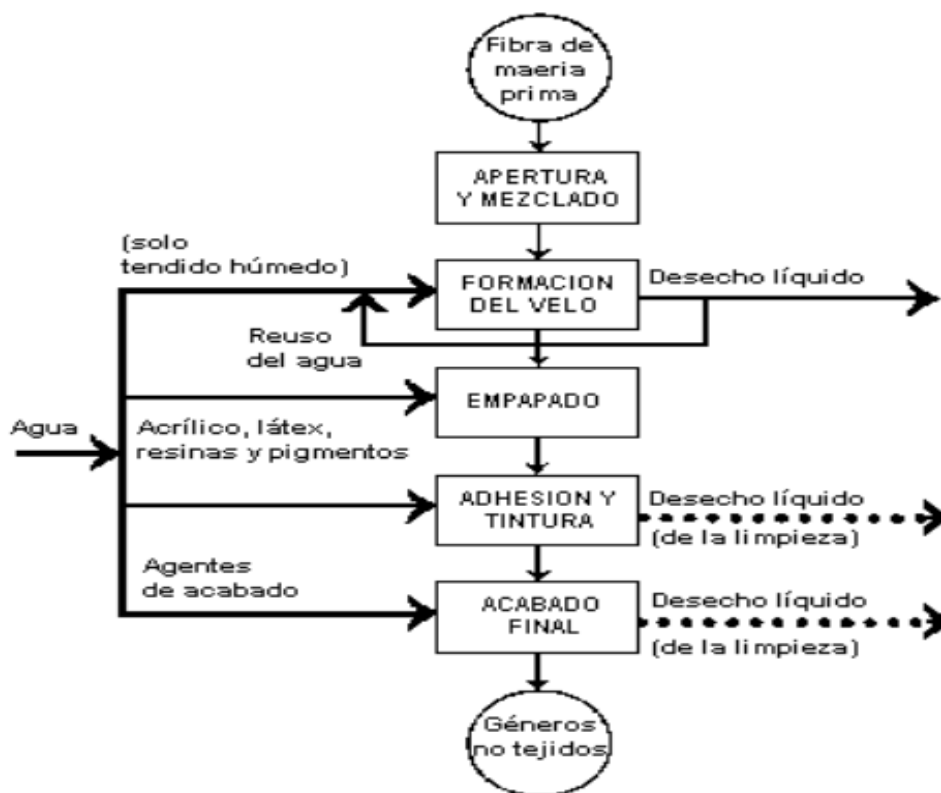 Fibra de
maeria
prima
APERTURA
Y MEZCLADO
(solo
tendido húmedo)
FORMACION
DEL VELO
Desecho líquido
Reuso
del agua
EMPAPADO
Agua
Acrílico, látex,
resinas y pigmentos
ADHESION Y
TINTURA
Desecho líquido
(de la limpieza)
Agentes
de acabado
ACABADO
FINAL
Desecho líquido
(de la limpieza)
Géneros
no tejidos